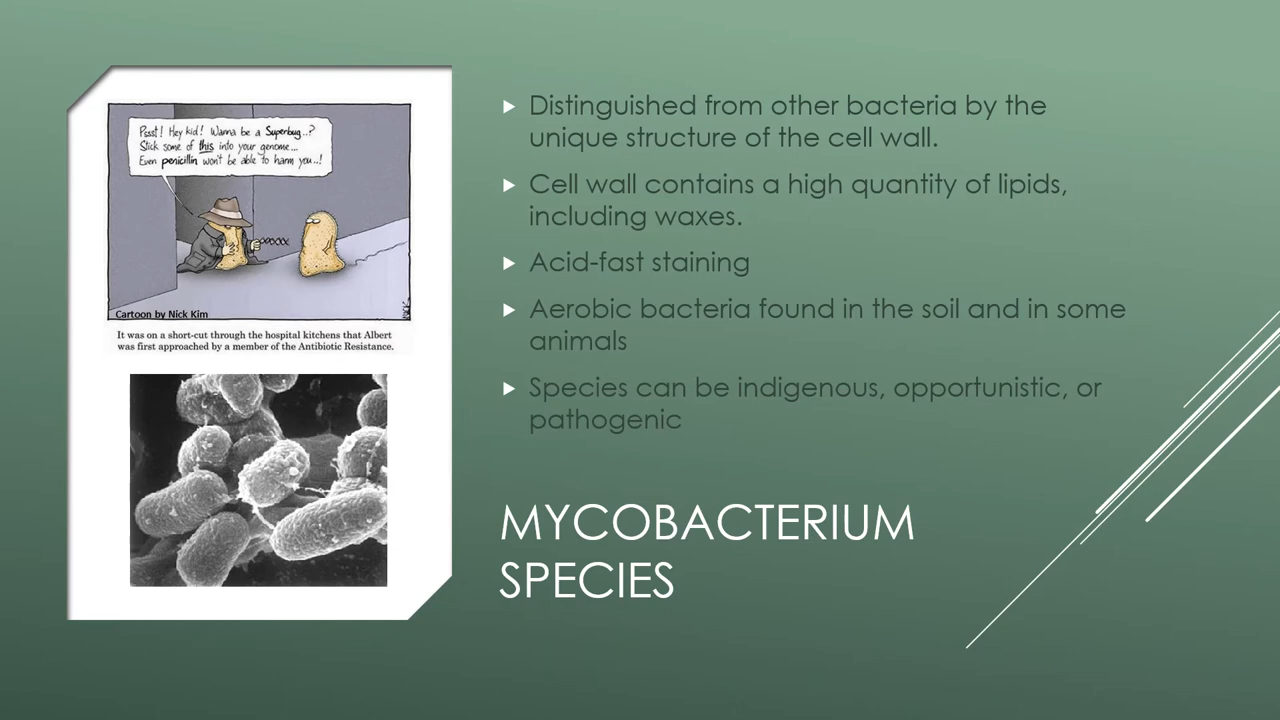 Pssst! Hey kid! Wanna be a Superbug..?
Stick some of this into your genome...
Even penicillin won't be able to harm you..!
Cartoon by Nick Kim
It was on a short-cut through the hospital kitchens that Albert
was first approached by a member of the Antibiotic Resistance.
Distinguished from other bacteria by the
unique structure of the cell wall.
Cell wall contains a high quantity of lipids,
including waxes.
Acid-fast staining
Aerobic bacteria found in the soil and in some
animals
Species can be indigenous, opportunistic, or
pathogenic
MYCOBACTERIUM
SPECIES